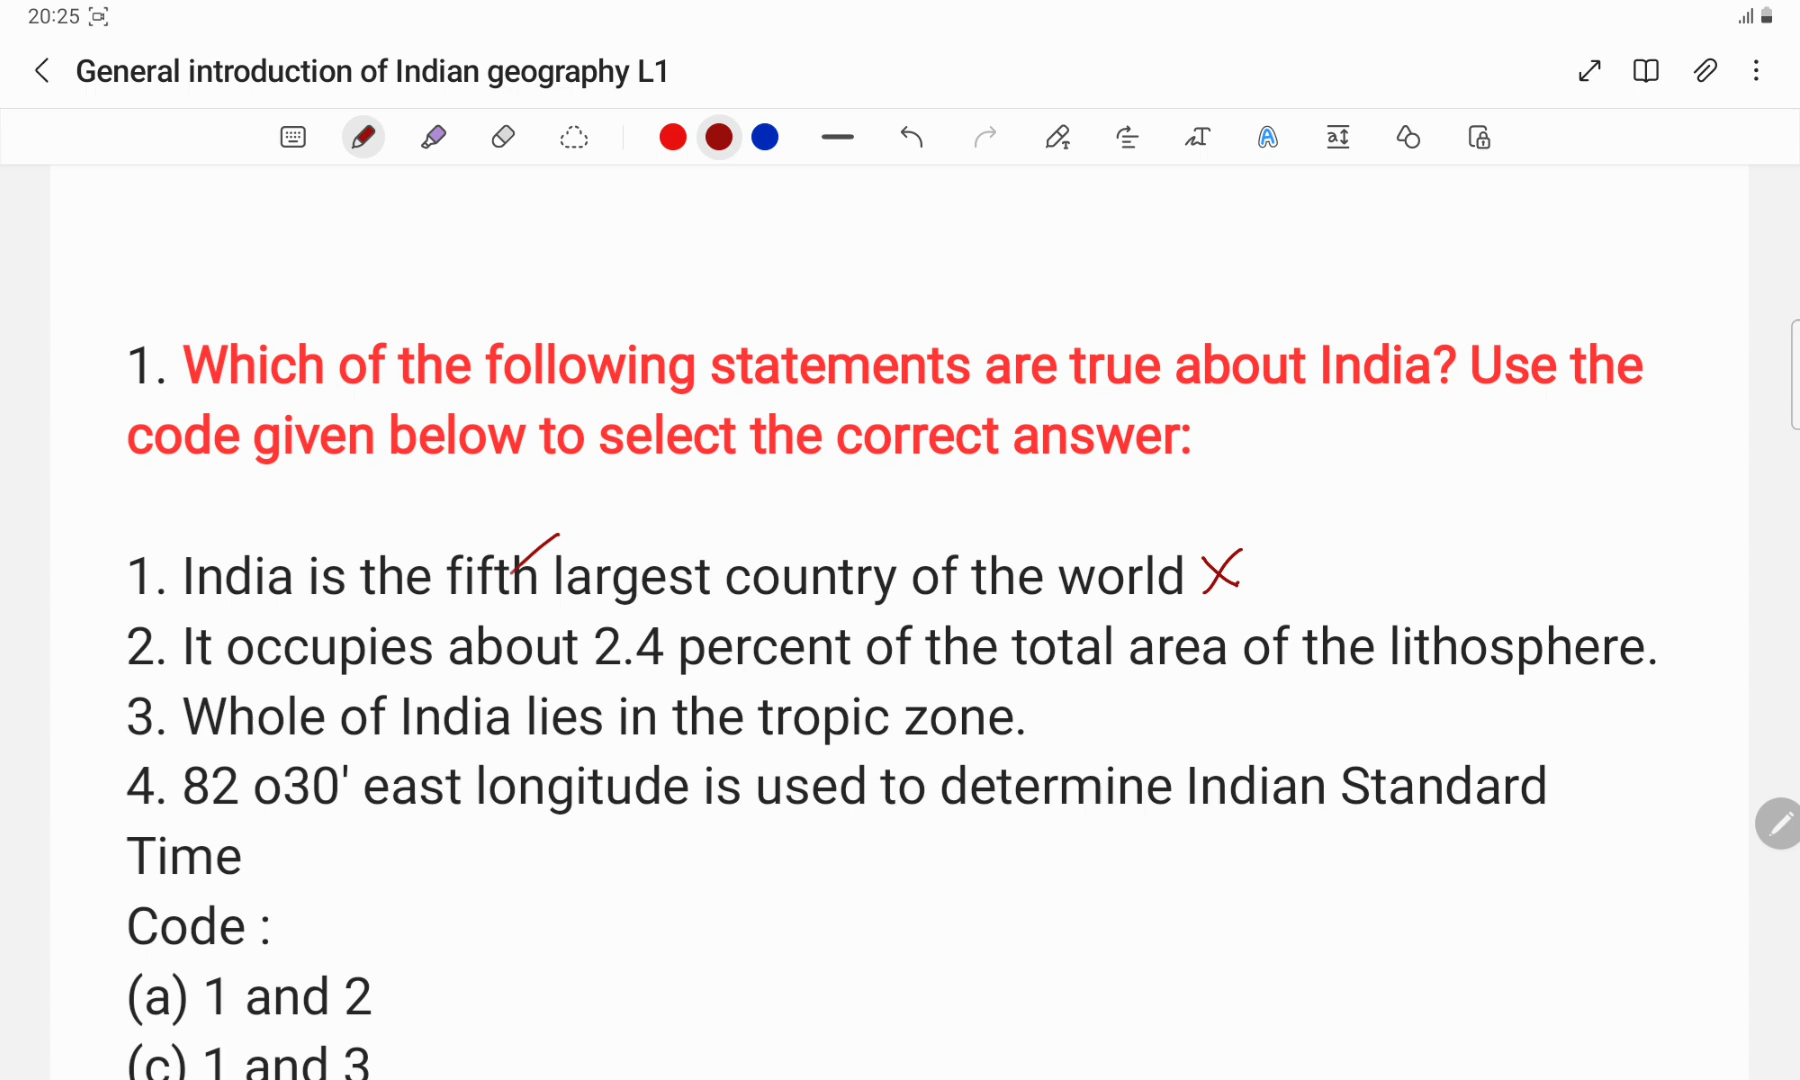 20:25
General introduction of Indian geography L1
1. Which of the following statements are true about India? Use the
code given below to select the correct answer:
1. India is the fifth largest country of the world
2. It occupies about 2.4 percent of the total area of the lithosphere.
3. Whole of India lies in the tropic zone.
4. 82 o30' east longitude is used to determine Indian Standard
Time
Code :
(a) 1 and 2
(c) 1 and 3